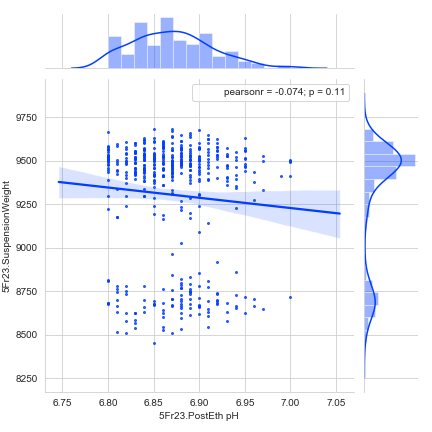 pearsonr = -0.074; p = 0.11
9750
9500
9250
9000
8750
8500
8250
5Fr23.SuspensionWeight
6.75 6.80 6.85 6.90 6.95 7.00 7.05
5Fr23.PostEth pH